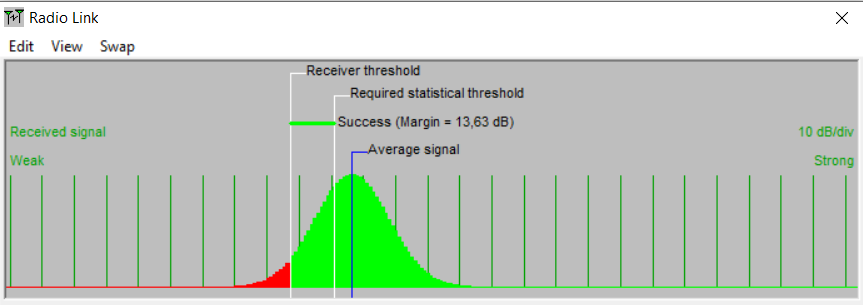 Radio Link
Edit View Swap
Receiver threshold
Required statistical threshold
Success (Margin = 13,63 dB)
Received signal 10 dB/div
Average signal
Weak Strong